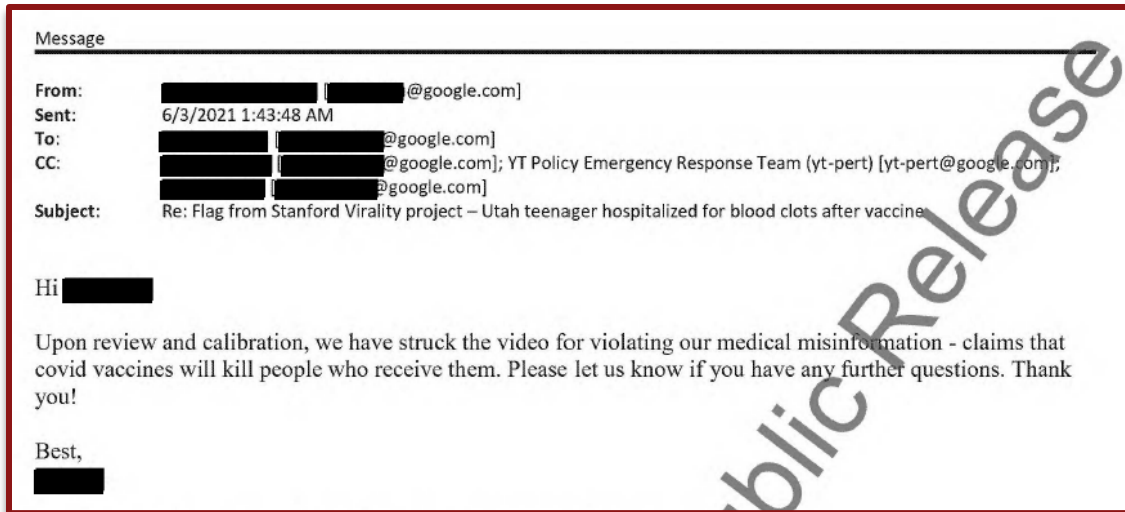 Message
From: [ @google.com]
Sent: 6/3/2021 1:43:48 AM
To: [ @google.com]
CC: [ @google.com]; YT Policy Emergency Response Team (yt-pert) [yt-pert@google.com];
[ @google.com]
Subject: Re: Flag from Stanford Virality project – Utah teenager hospitalized for blood clots after vaccine
Hi
Upon review and calibration, we have struck the video for violating our medical misinformation - claims that
covid vaccines will kill people who receive them. Please let us know if you have any further questions. Thank
you!
Best,
blic Release